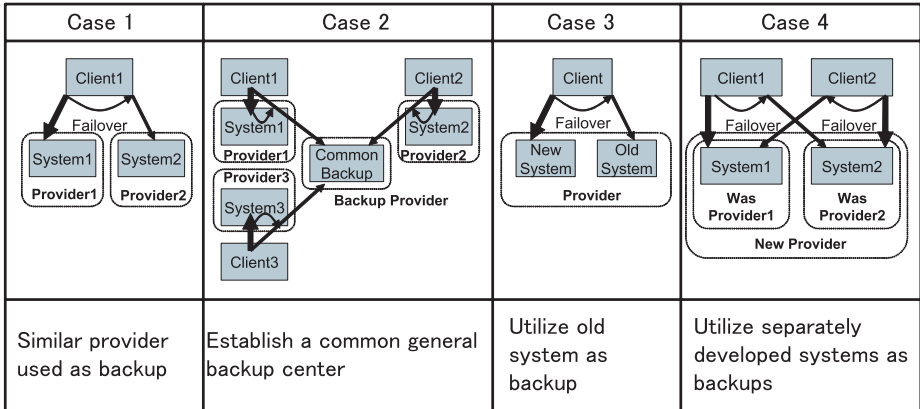 Case 1
Case 2
Case 3
Case 4
Client1
Failover
System1
System2
Provider1
Provider2
Client1
Client2
System1
System2
Provider1
Provider2
Common
Backup
Backup Provider
Provider3
System3
Client3
Client
Failover
New
System
Old
System
Provider
Client1
Client2
Failover
Failover
System1
System2
Was
Provider1
Was
Provider2
New Provider
Similar provider
used as backup
Establish a common general
backup center
Utilize old
system as
backup
Utilize separately
developed systems as
backups